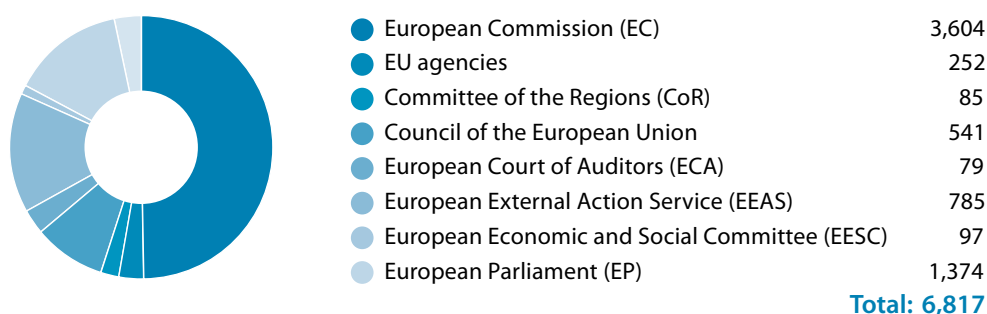 European Commission (EC) 3,604
EU agencies 252
Committee of the Regions (CoR) 85
Council of the European Union 541
European Court of Auditors (ECA) 79
European External Action Service (EEAS) 785
European Economic and Social Committee (EESC) 97
European Parliament (EP) 1,374
Total: 6,817